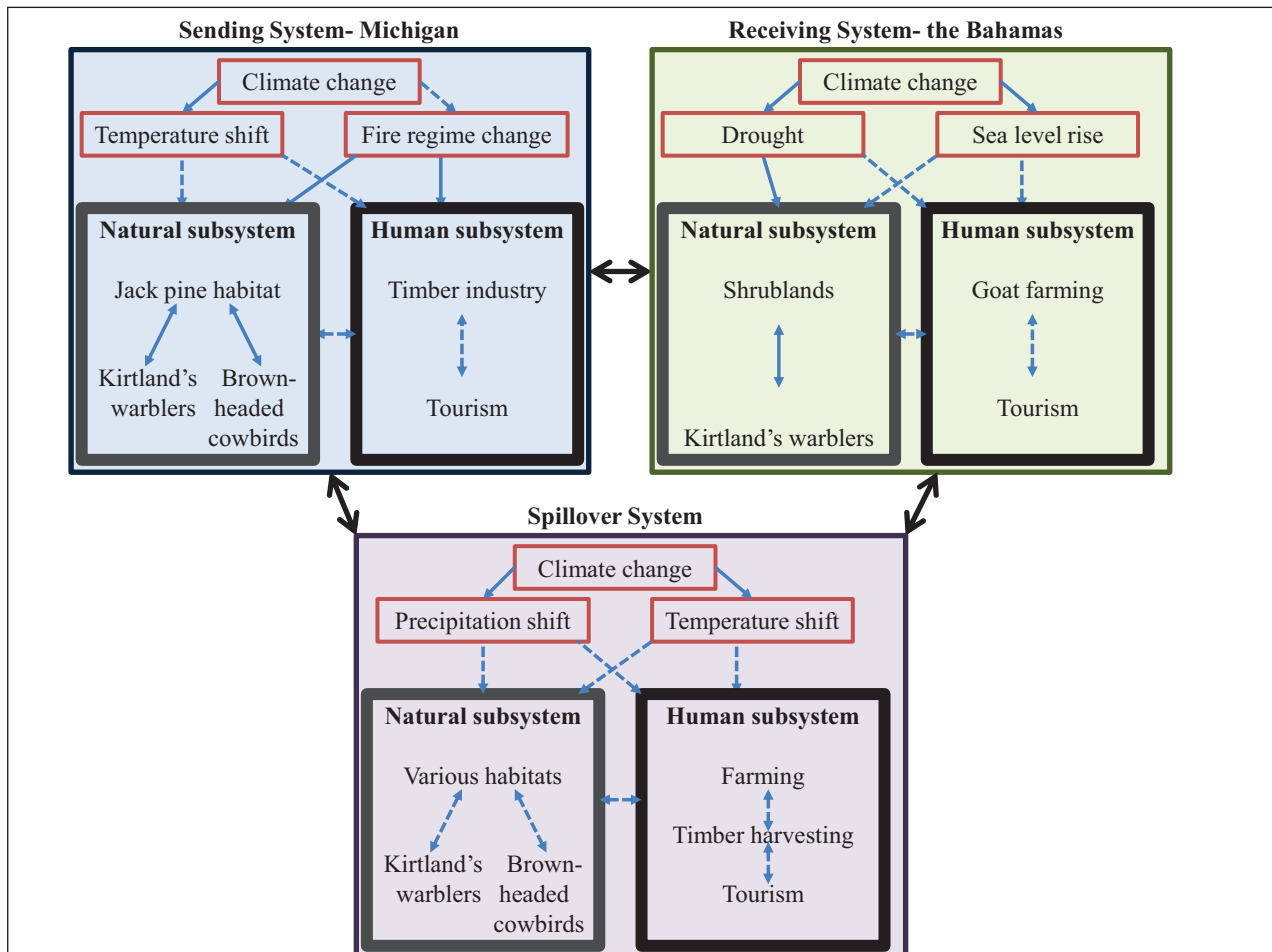 Sending System- Michigan
Climate change
Temperature shift
Fire regime change
Natural subsystem
Jack pine habitat
Kirtland's
warblers
Brown-
headed
cowbirds
Human subsystem
Timber industry
Tourism
Receiving System- the Bahamas
Climate change
Drought
Sea level rise
Natural subsystem
Shrublands
Kirtland's warblers
Human subsystem
Goat farming
Tourism
Spillover System
Climate change
Precipitation shift
Temperature shift
Natural subsystem
Various habitats
Kirtland's
warblers
Brown-
headed
cowbirds
Human subsystem
Farming
Timber harvesting
Tourism